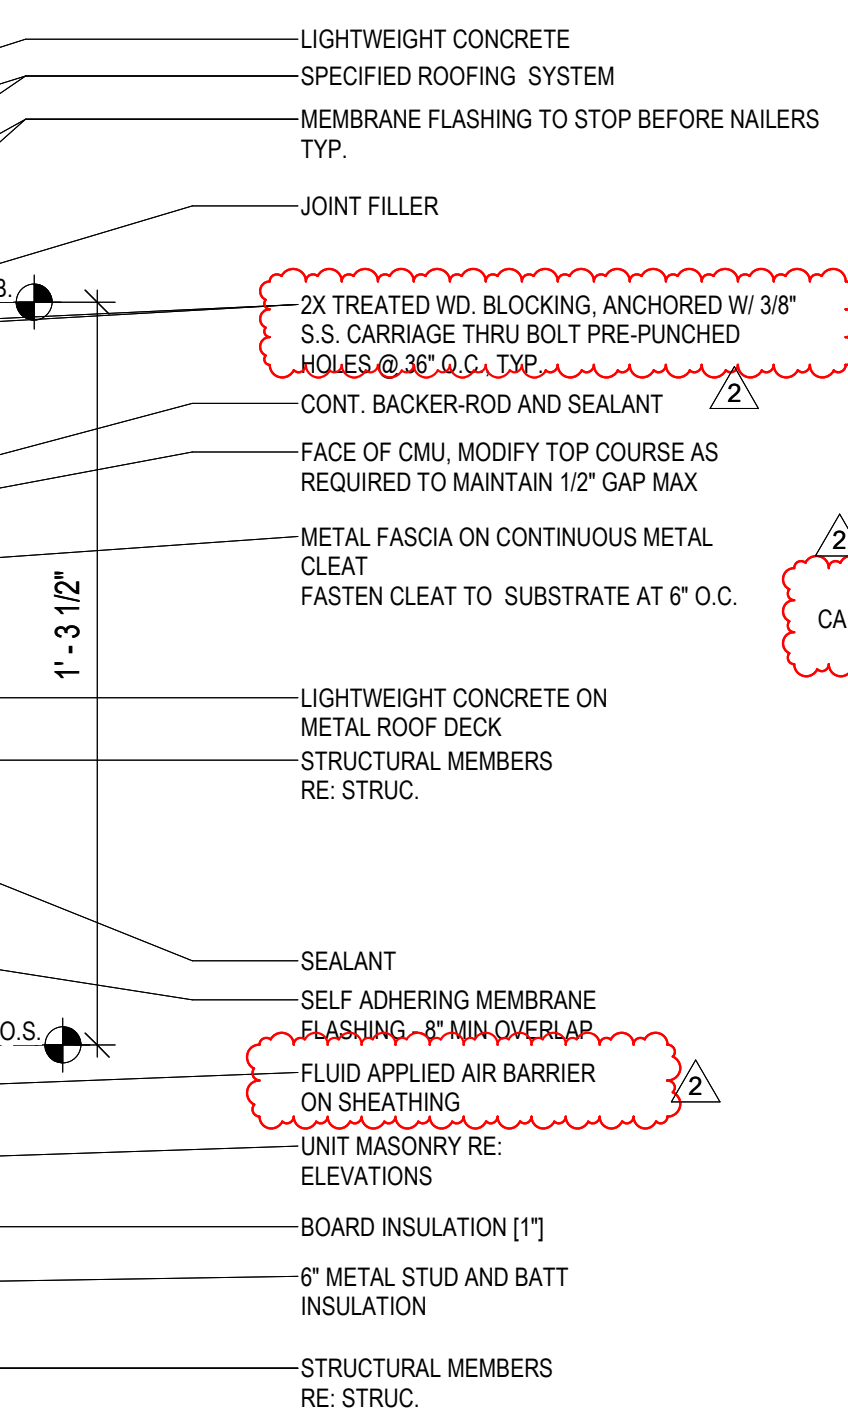 LIGHTWEIGHT CONCRETE
SPECIFIED ROOFING SYSTEM
MEMBRANE FLASHING TO STOP BEFORE NAILERS
TYP.
JOINT FILLER
B.
2X TREATED WD. BLOCKING, ANCHORED W/ 3/8"
S.S. CARRIAGE THRU BOLT PRE-PUNCHED
HOLES @ 36" O.C., TYP.
2
CONT. BACKER-ROD AND SEALANT
FACE OF CMU, MODIFY TOP COURSE AS
REQUIRED TO MAINTAIN 1/2" GAP MAX
METAL FASCIA ON CONTINUOUS METAL
CLEAT
FASTEN CLEAT TO SUBSTRATE AT 6" O.C.
2
CA
1' - 3 1/2"
LIGHTWEIGHT CONCRETE ON
METAL ROOF DECK
STRUCTURAL MEMBERS
RE: STRUC.
SEALANT
SELF ADHERING MEMBRANE
FLASHING - 8" MIN OVERLAP
O.S.
FLUID APPLIED AIR BARRIER
ON SHEATHING
2
UNIT MASONRY RE:
ELEVATIONS
BOARD INSULATION [1"]
6" METAL STUD AND BATT
INSULATION
STRUCTURAL MEMBERS
RE: STRUC.